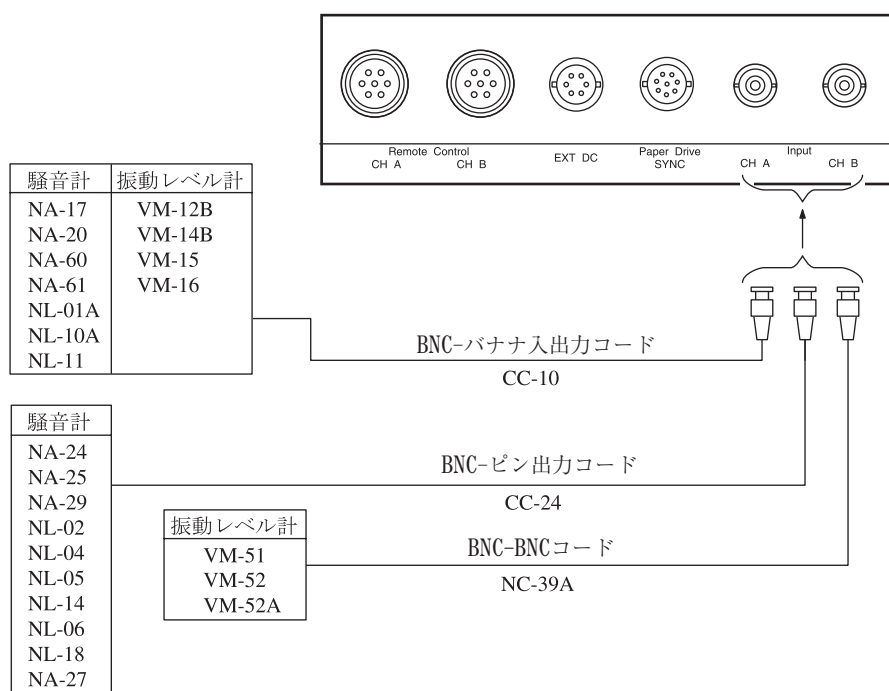 Remote Control
CH A CH B
EXT DC
Paper Drive
SYNC
Input
CH A CH B
騒音計 振動レベル計
NA-17 VM-12B
NA-20 VM-14B
NA-60 VM-15
NA-61 VM-16
NL-01A
NL-10A
NL-11
BNC-バナナ入出力コード
CC-10
騒音計
NA-24
NA-25
NA-29
NL-02
NL-04
NL-05
NL-14
NL-06
NL-18
NA-27
BNC-ピン出力コード
CC-24
振動レベル計
VM-51
VM-52
VM-52A
BNC-BNCコード
NC-39A